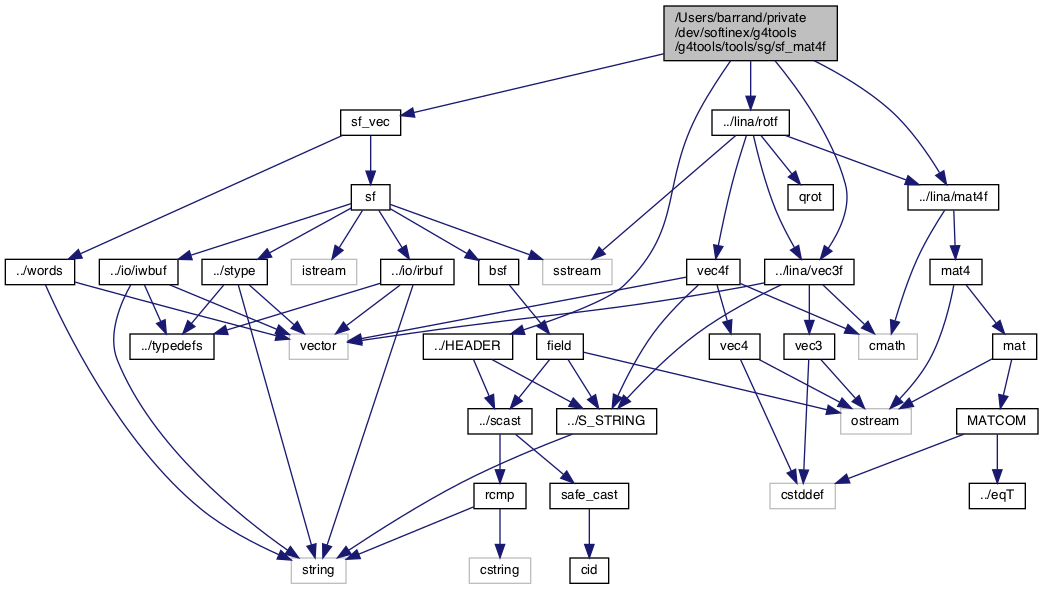 /Users/barrand/private
/dev/softinex/g4tools
/g4tools/tools/sg/sf_mat4f
sf_vec
../lina/rotf
sf
qrot
../lina/mat4f
../words
../io/iwbuf
../stype
istream
../io/irbuf
bsf
sstream
vec4f
../lina/vec3f
mat4
../typedefs
vector
../HEADER
field
vec4
vec3
cmath
mat
../scast
../S_STRING
ostream
MATCOM
rcmp
safe_cast
cstddef
../eqT
string
cstring
cid